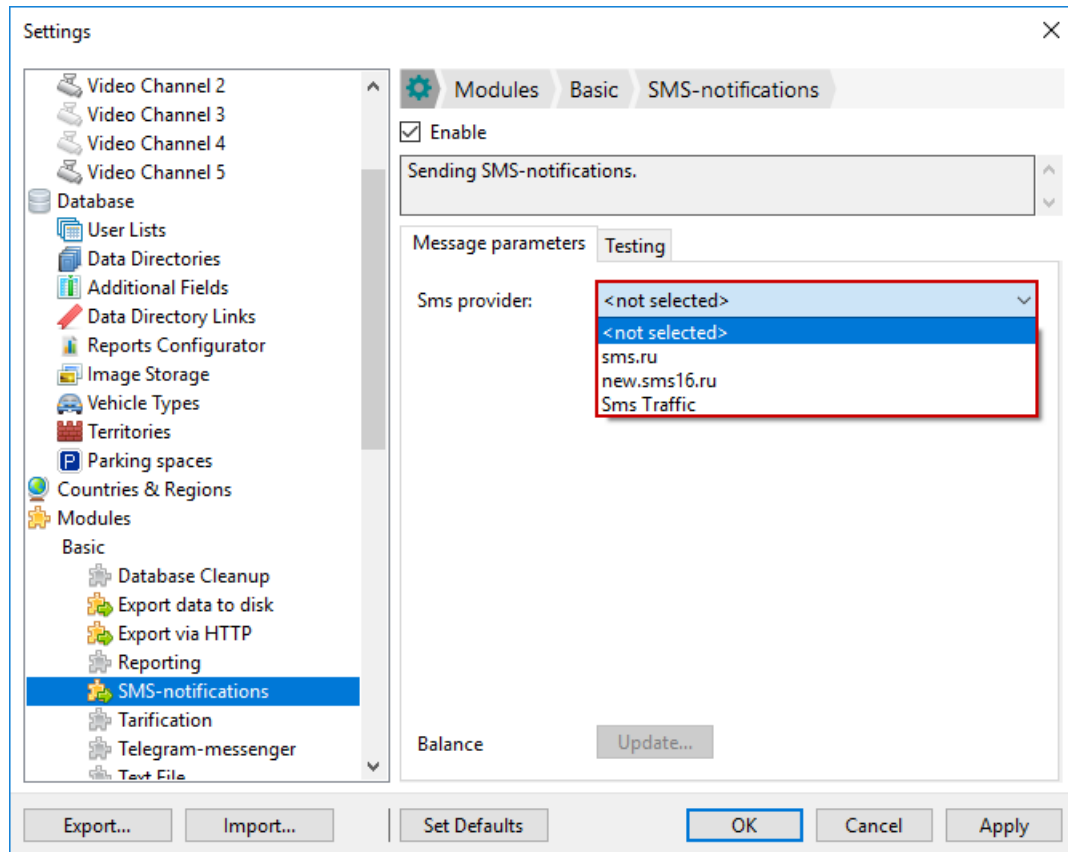 Settings
Video Channel 2
Video Channel 3
Video Channel 4
Video Channel 5
Database
User Lists
Data Directories
Additional Fields
Data Directory Links
Reports Configurator
Image Storage
Vehicle Types
Territories
Parking spaces
Countries & Regions
Modules
Basic
Database Cleanup
Export data to disk
Export via HTTP
Reporting
SMS-notifications
Tarification
Telegram-messenger
Text File
Modules Basic SMS-notifications
Enable
Sending SMS-notifications.
Message parameters Testing
Sms provider: <not selected>
<not selected>
sms.ru
new.sms16.ru
Sms Traffic
Balance Update...
Export... Import... Set Defaults OK Cancel Apply